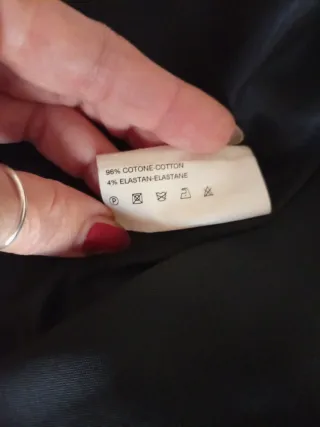 96% COTONE-COTTON
4% ELASTAN-ELASTANE
P